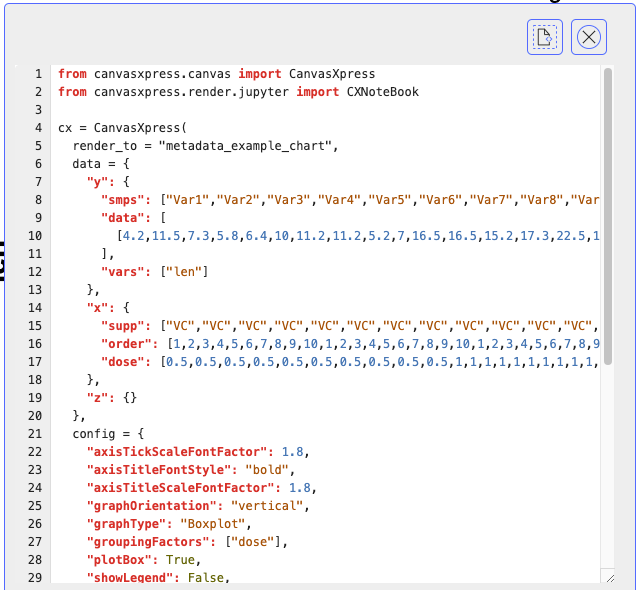 1 from canvasxpress.canvas import CanvasXpress
2 from canvasxpress.render.jupyter import CXNoteBook
3
4 cx = CanvasXpress(
5   render_to = "metadata_example_chart",
6   data = {
7     "y": {
8       "smps": ["Var1","Var2","Var3","Var4","Var5","Var6","Var7","Var8","Var
9       "data": [
10         [4.2,11.5,7.3,5.8,6.4,10,11.2,11.2,5.2,7,16.5,16.5,15.2,17.3,22.5,1
11       ],
12       "vars": ["len"]
13     },
14     "x": {
15       "supp": ["VC","VC","VC","VC","VC","VC","VC","VC","VC","VC","VC","VC",
16       "order": [1,2,3,4,5,6,7,8,9,10,1,2,3,4,5,6,7,8,9,10,1,2,3,4,5,6,7,8,9
17       "dose": [0.5,0.5,0.5,0.5,0.5,0.5,0.5,0.5,0.5,0.5,1,1,1,1,1,1,1,1,1,1,
18     },
19     "z": {}
20   },
21   config = {
22     "axisTickScaleFontFactor": 1.8,
23     "axisTitleFontStyle": "bold",
24     "axisTitleScaleFontFactor": 1.8,
25     "graphOrientation": "vertical",
26     "graphType": "Boxplot",
27     "groupingFactors": ["dose"],
28     "plotBox": True,
29     "showLegend": False,